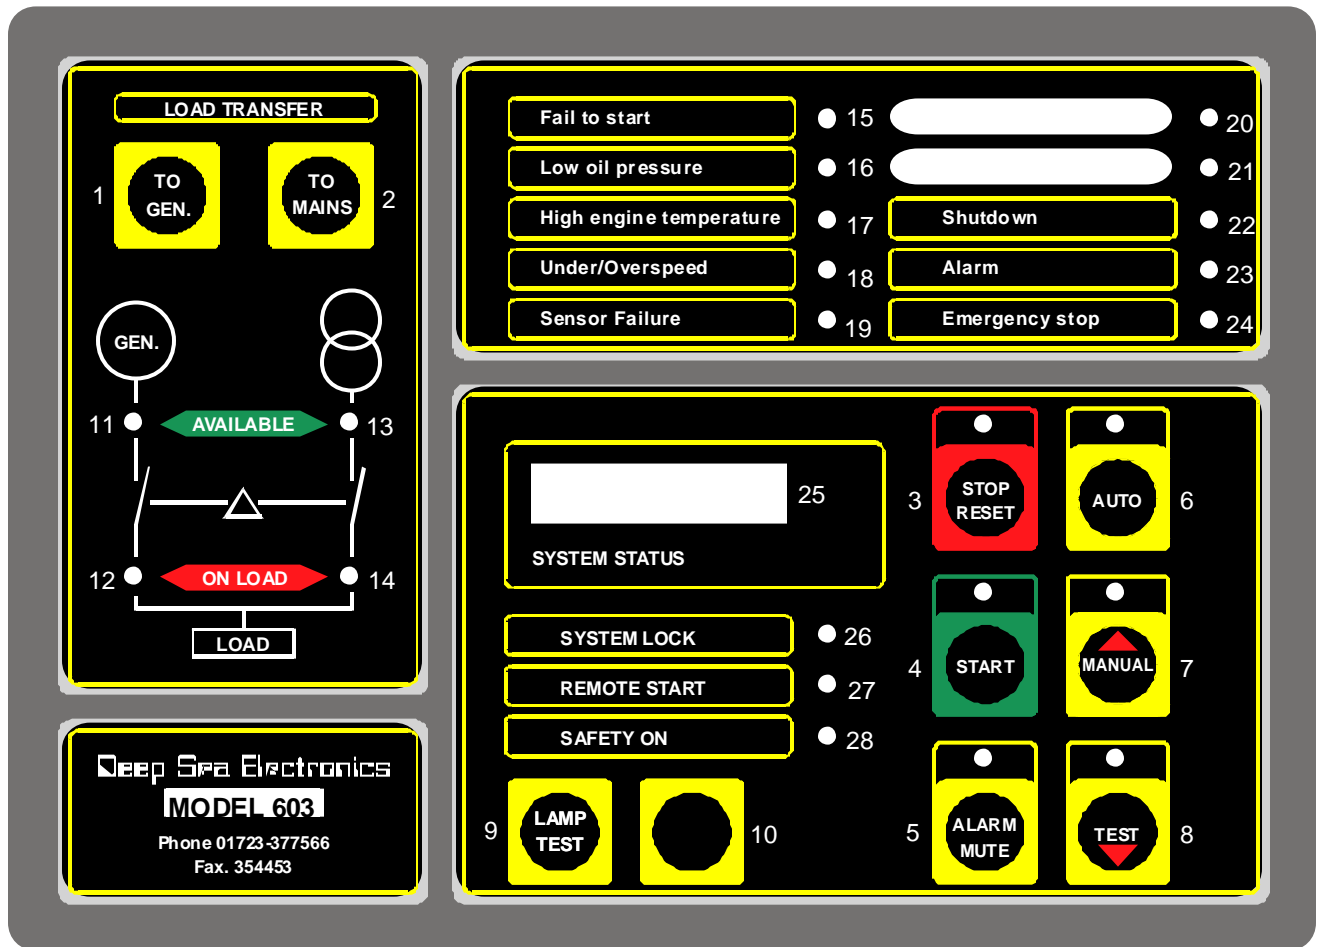 LOAD TRANSFER
1
TO
GEN.
TO
MAINS
2
GEN.
11
AVAILABLE
13
12
ON LOAD
14
LOAD
Deep Sea Electronics
MODEL 603
Phone 01723-377566
Fax. 354453
Fail to start
15
20
Low oil pressure
16
21
High engine temperature
17
Shutdown
22
Under/Overspeed
18
Alarm
23
Sensor Failure
19
Emergency stop
24
25
SYSTEM STATUS
SYSTEM LOCK
26
REMOTE START
27
SAFETY ON
28
9
LAMP
TEST
10
3
STOP
RESET
AUTO
6
4
START
MANUAL
7
5
ALARM
MUTE
TEST
8